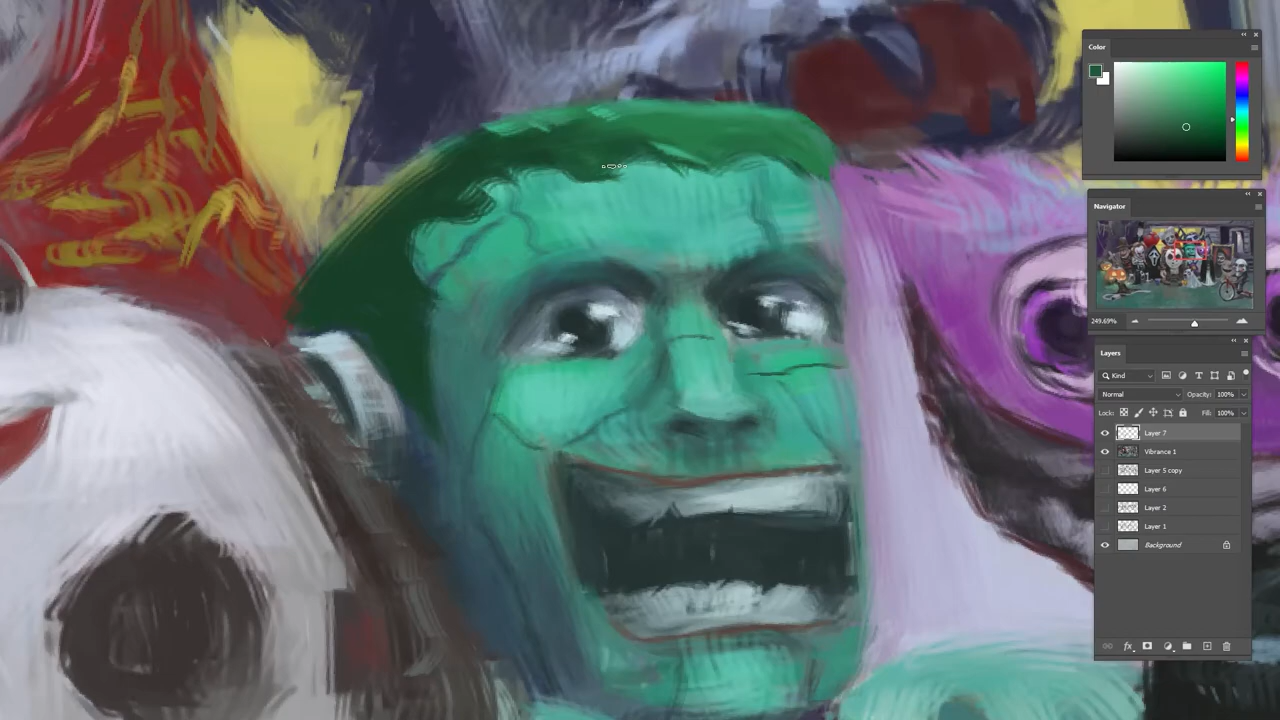 Color
Navigator
249.69%
Layers
Kind
Normal
Opacity: 100%
Lock:
Fill: 100%
Layer 7
Vibrance 1
Layer 5 copy
Layer 6
Layer 2
Layer 1
Background
fx